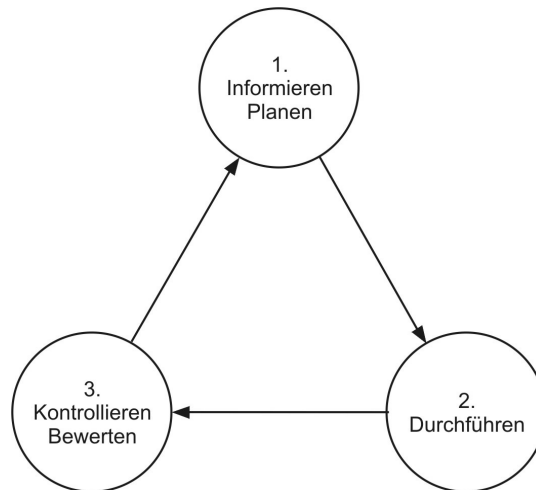 1.
Informieren
Planen
2.
Durchführen
3.
Kontrollieren
Bewerten